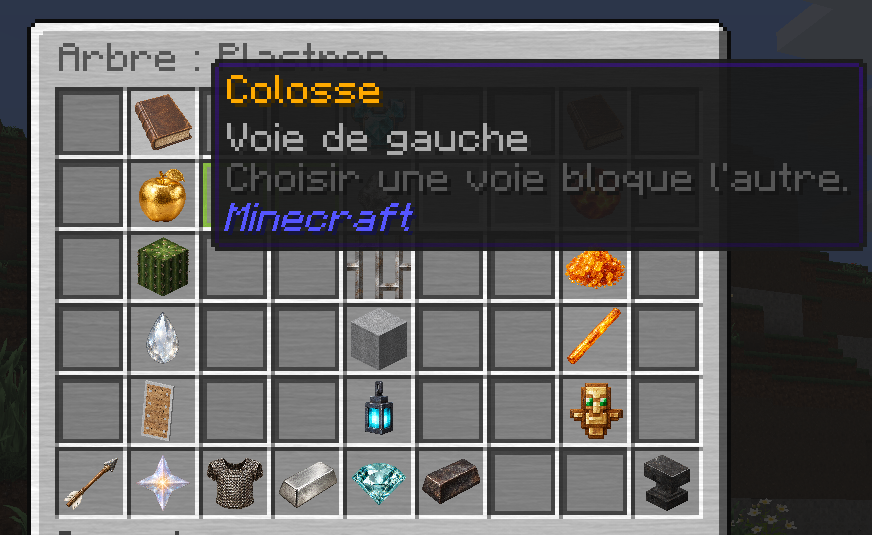 Arbre : Plastron
Colosse
Voie de gauche
Choisir une voie bloque l'autre.
Minecraft